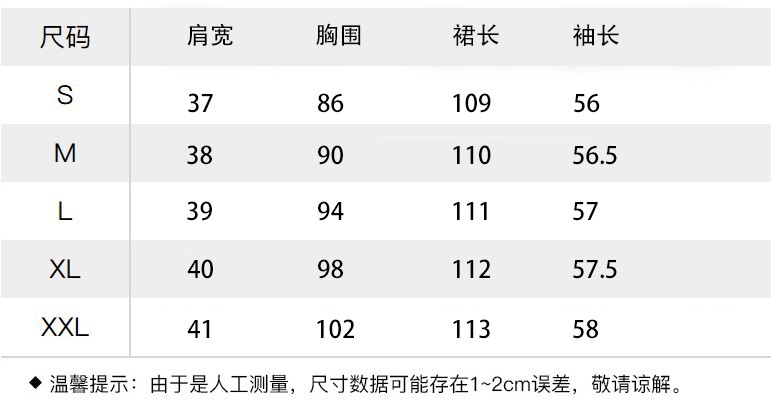 尺码 肩宽 胸围 裙长 袖长
S 37 86 109 56
M 38 90 110 56.5
L 39 94 111 57
XL 40 98 112 57.5
XXL 41 102 113 58
◆ 温馨提示：由于是人工测量，尺寸数据可能存在1~2cm误差，敬请谅解。